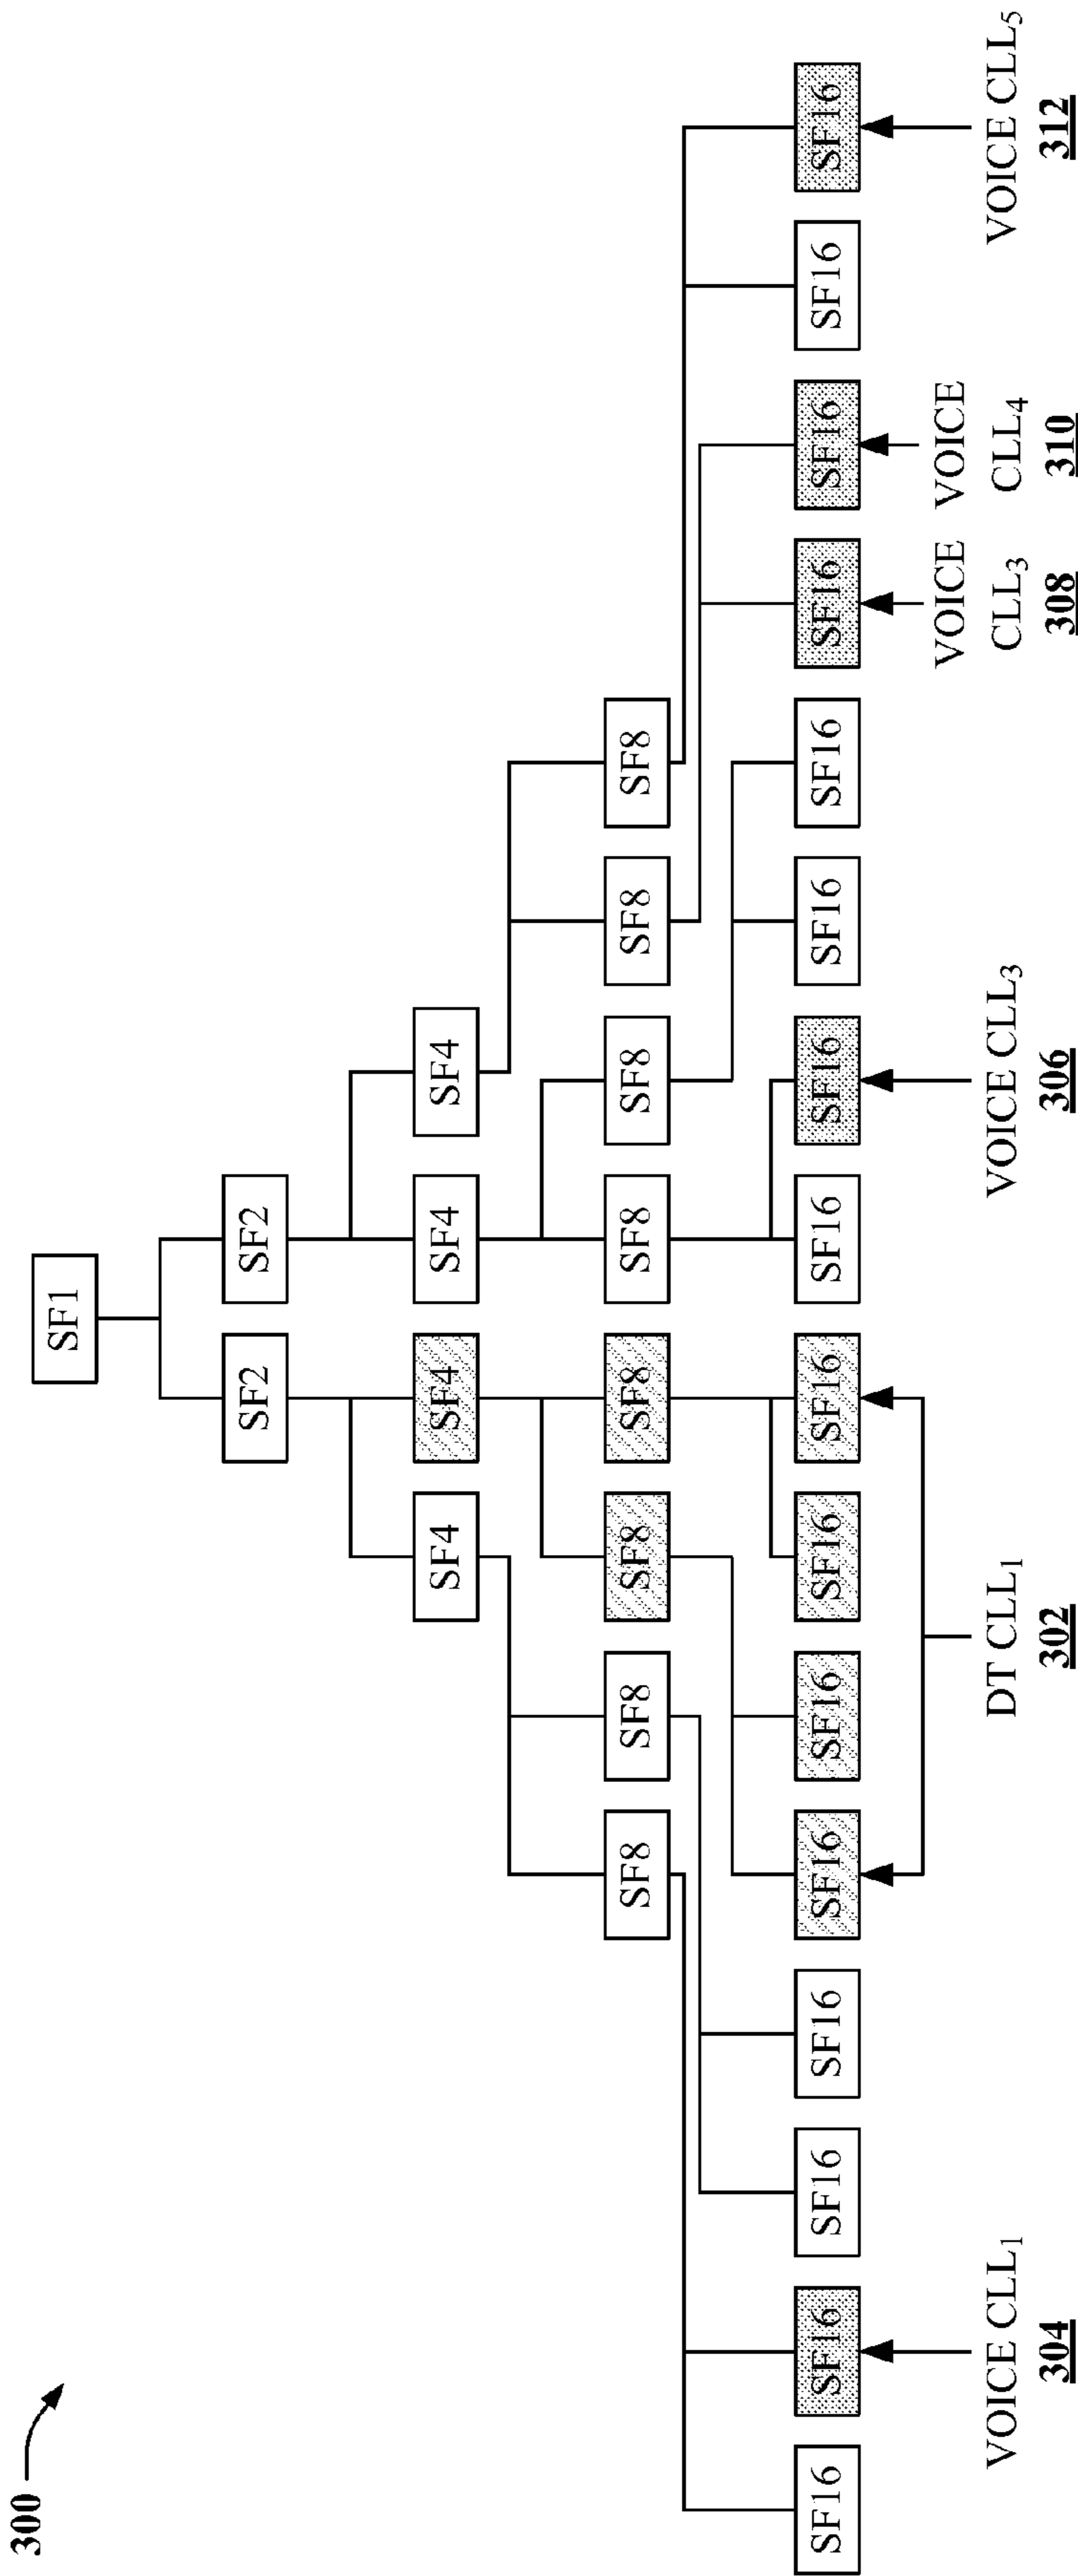 300
SF1
SF2 SF2
SF4 SF4 SF4 SF4
SF8 SF8 SF8 SF8 SF8 SF8 SF8 SF8
SF16 SF16 SF16 SF16 SF16 SF16 SF16 SF16 SF16 SF16 SF16 SF16 SF16 SF16 SF16 SF16
VOICE CLL₁
304
DT CLL₁
302
VOICE CLL₃
306
VOICE
CLL₃
308
VOICE
CLL₄
310
VOICE CLL₅
312